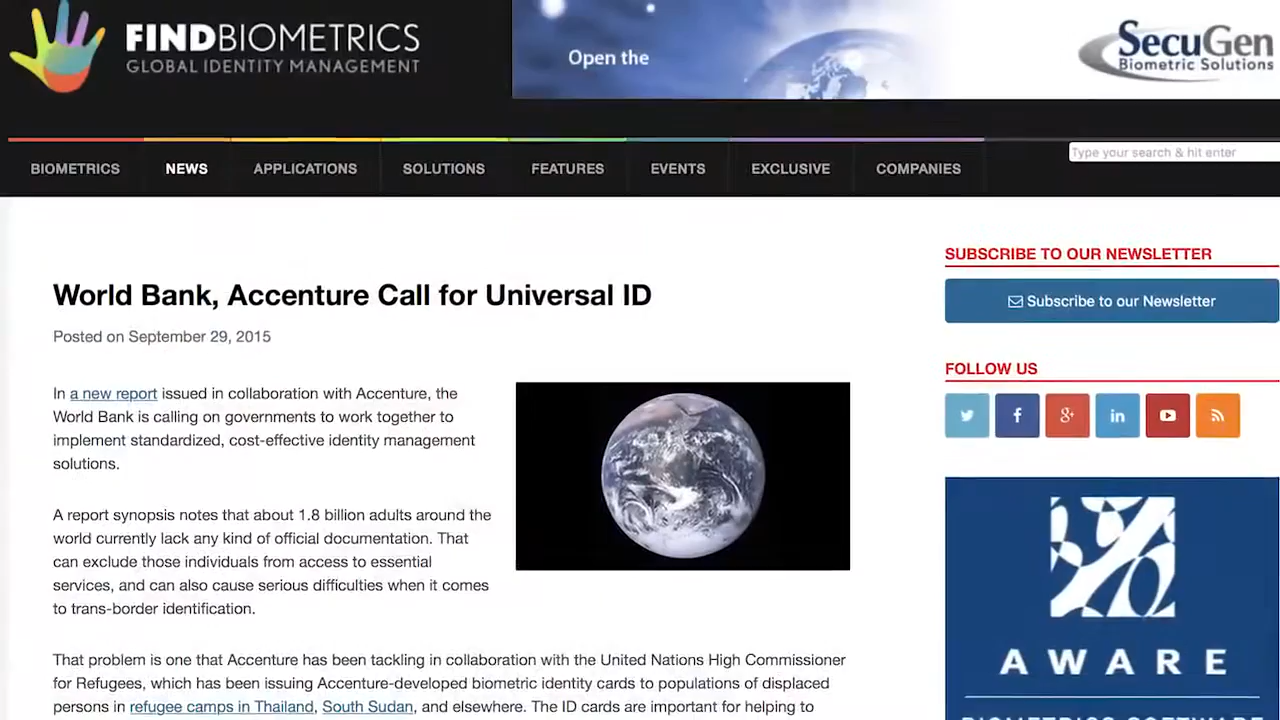 FINDBIOMETRICS
GLOBAL IDENTITY MANAGEMENT
Open the
SecuGen
Biometric Solutions
BIOMETRICS
NEWS
APPLICATIONS
SOLUTIONS
FEATURES
EVENTS
EXCLUSIVE
COMPANIES
Type your search & hit enter
World Bank, Accenture Call for Universal ID
Posted on September 29, 2015
In a new report issued in collaboration with Accenture, the
World Bank is calling on governments to work together to
implement standardized, cost-effective identity management
solutions.
A report synopsis notes that about 1.8 billion adults around the
world currently lack any kind of official documentation. That
can exclude those individuals from access to essential
services, and can also cause serious difficulties when it comes
to trans-border identification.
That problem is one that Accenture has been tackling in collaboration with the United Nations High Commissioner
for Refugees, which has been issuing Accenture-developed biometric identity cards to populations of displaced
persons in refugee camps in Thailand, South Sudan, and elsewhere. The ID cards are important for helping to
SUBSCRIBE TO OUR NEWSLETTER
Subscribe to our Newsletter
FOLLOW US
AWARE
BIOMETRICS SOFTWARE